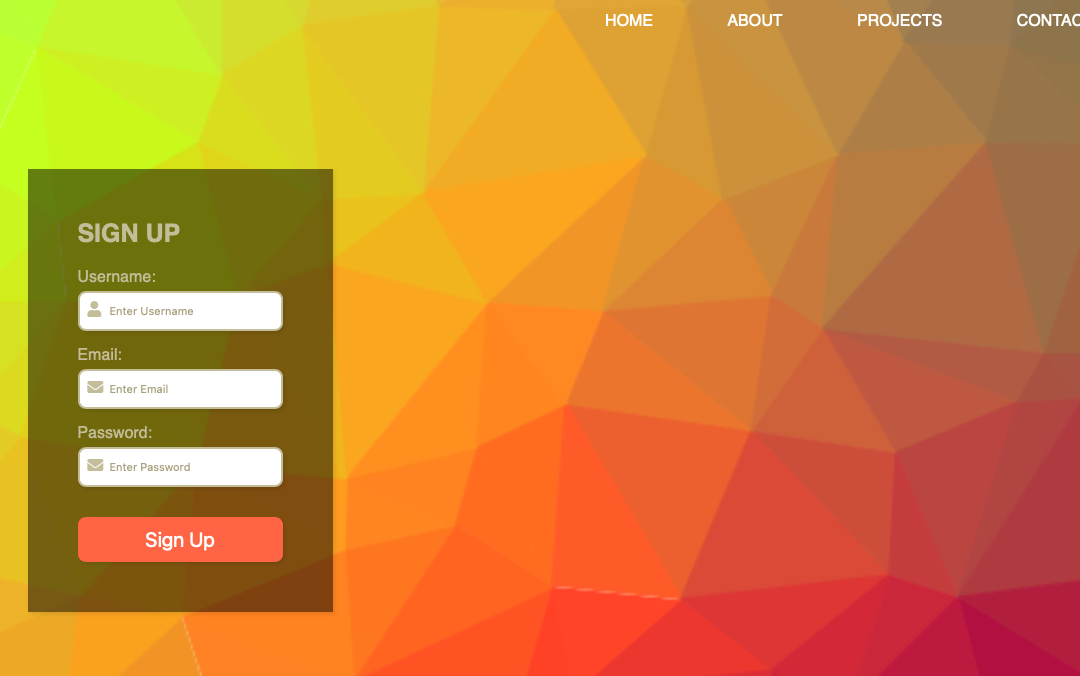 HOME ABOUT PROJECTS CONTAC
SIGN UP
Username:
Enter Username
Email:
Enter Email
Password:
Enter Password
Sign Up